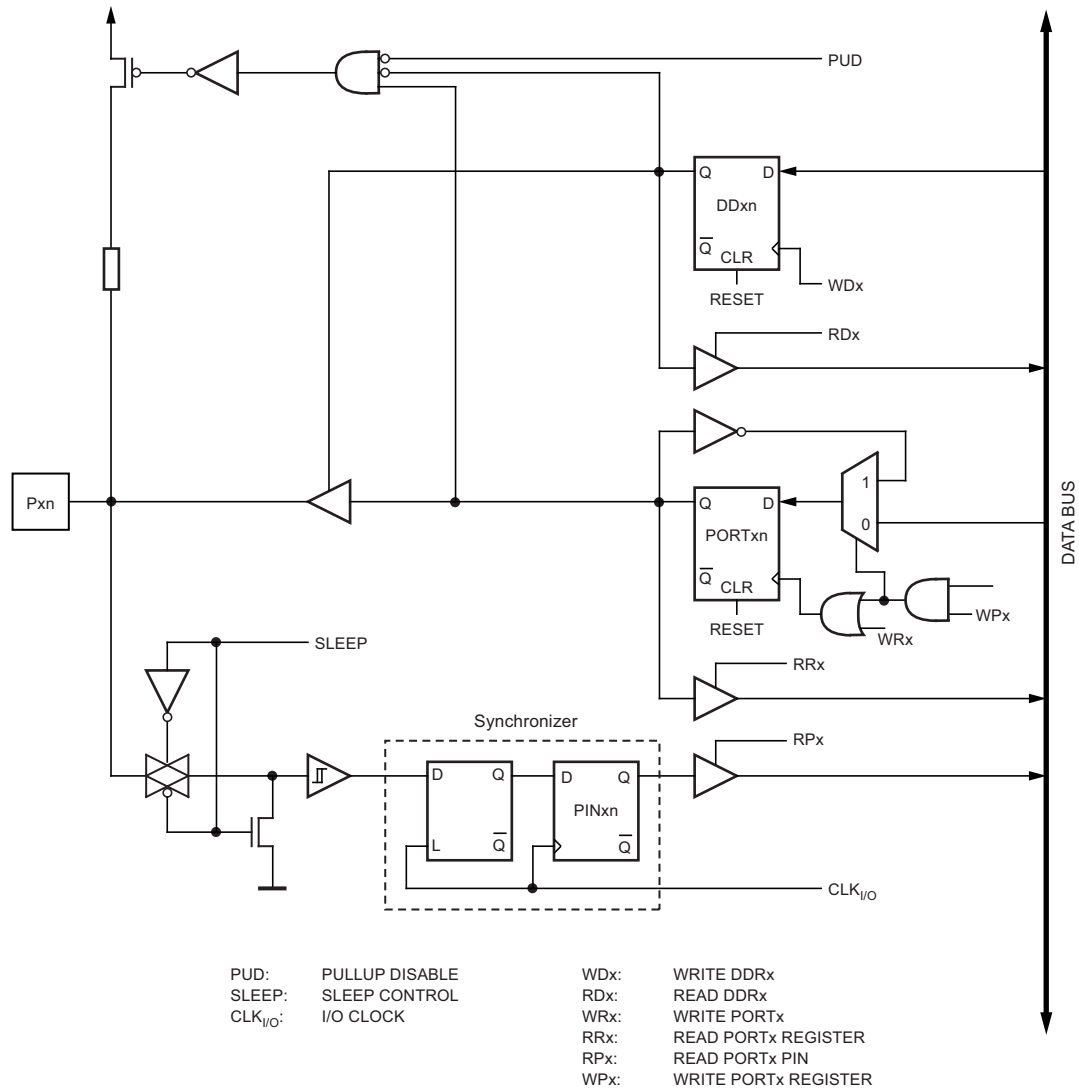 PUD
Q D
DDxn
Q
CLR
WDx
RESET
RDx
1
Pxn
Q D
PORTxn
0
DATA BUS
Q
CLR
WPx
RESET
WRx
SLEEP
RRx
Synchronizer
RPx
D Q D Q
PINxn
L Q Q
CLKI/O
PUD: PULLUP DISABLE WDx: WRITE DDRx
SLEEP: SLEEP CONTROL RDx: READ DDRx
CLKI/O: I/O CLOCK WRx: WRITE PORTx
RRx: READ PORTx REGISTER
RPx: READ PORTx PIN
WPx: WRITE PORTx REGISTER